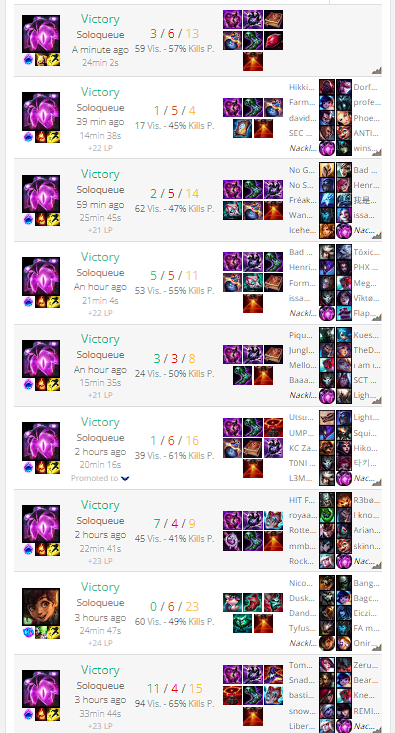 Victory
Soloqueue
A minute ago
24min 2s
3 / 6 / 13
59 Vis. - 57% Kills P.
Victory
Soloqueue
39 min ago
14min 38s
+22 LP
1 / 5 / 4
17 Vis. - 45% Kills P.
Hikki...
Farm...
david...
SEC ...
Nackl...
Dorf...
profe...
Phoe...
ANTI...
wins...
Victory
Soloqueue
59 min ago
25min 45s
+21 LP
2 / 5 / 14
62 Vis. - 47% Kills P.
No G...
No S...
Fréak...
Wan...
Icehe...
Bad ...
Henr...
我是...
issa...
Nac...
Victory
Soloqueue
An hour ago
21min 4s
+22 LP
5 / 5 / 11
53 Vis. - 55% Kills P.
Bad ...
Henri...
Form...
issa ...
Nackl...
Tóxic...
PHX ...
Meg...
Viktø...
Flap...
Victory
Soloqueue
An hour ago
15min 35s
+21 LP
3 / 3 / 8
24 Vis. - 50% Kills P.
Piqu...
Jungl...
Mello...
Baaa...
Nackl...
Kues...
TheD...
i am i...
SCT ...
Ligh...
Victory
Soloqueue
2 hours ago
20min 16s
Promoted to
1 / 6 / 16
39 Vis. - 61% Kills P.
Utsu...
UMP...
KC Za...
T0NI ...
L3M...
Light...
Squi...
Hiko...
타키...
Nac...
Victory
Soloqueue
2 hours ago
22min 41s
+23 LP
7 / 4 / 9
45 Vis. - 41% Kills P.
HIT F...
royaa...
Rotte...
mmb...
Rock...
R3bø...
I kno...
Arian...
skinn...
Nac...
Victory
Soloqueue
3 hours ago
24min 47s
+24 LP
0 / 6 / 23
60 Vis. - 49% Kills P.
Nico...
Dusk...
Dand...
Tyfus...
Nackl...
Bang...
Bagc...
Eiczi...
FA m...
Onir...
Victory
Soloqueue
3 hours ago
33min 44s
+23 LP
11 / 4 / 15
94 Vis. - 65% Kills P.
Tom...
Snad...
basti...
snow...
Liber...
Zeru...
Bear...
Kne...
REMI...
Nac...